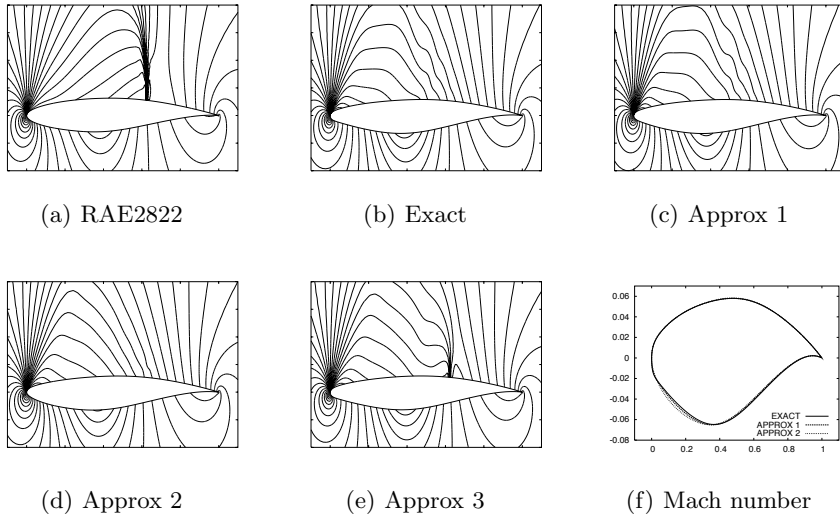 (a) RAE2822
(b) Exact
(c) Approx 1
(d) Approx 2
(e) Approx 3
0.06
0.04
0.02
0
-0.02
-0.04
-0.06
-0.08
EXACT
APPROX 1
APPROX 2
0 0.2 0.4 0.6 0.8 1
(f) Mach number